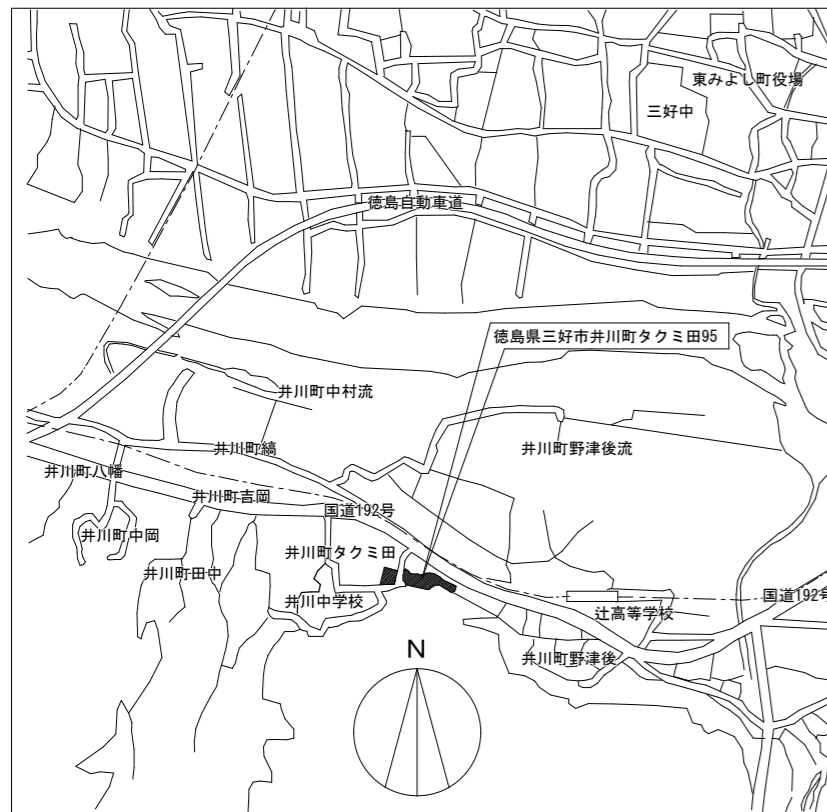 東みよし町役場
三好中
徳島自動車道
徳島県三好市井川町タクミ田95
井川町中村流
井川町縞
井川町野津後流
井川町八幡
井川町吉岡
国道192号
井川町中岡
井川町タクミ田
井川町田中
井川中学校
国道192号
辻高等学校
井川町野津後
N